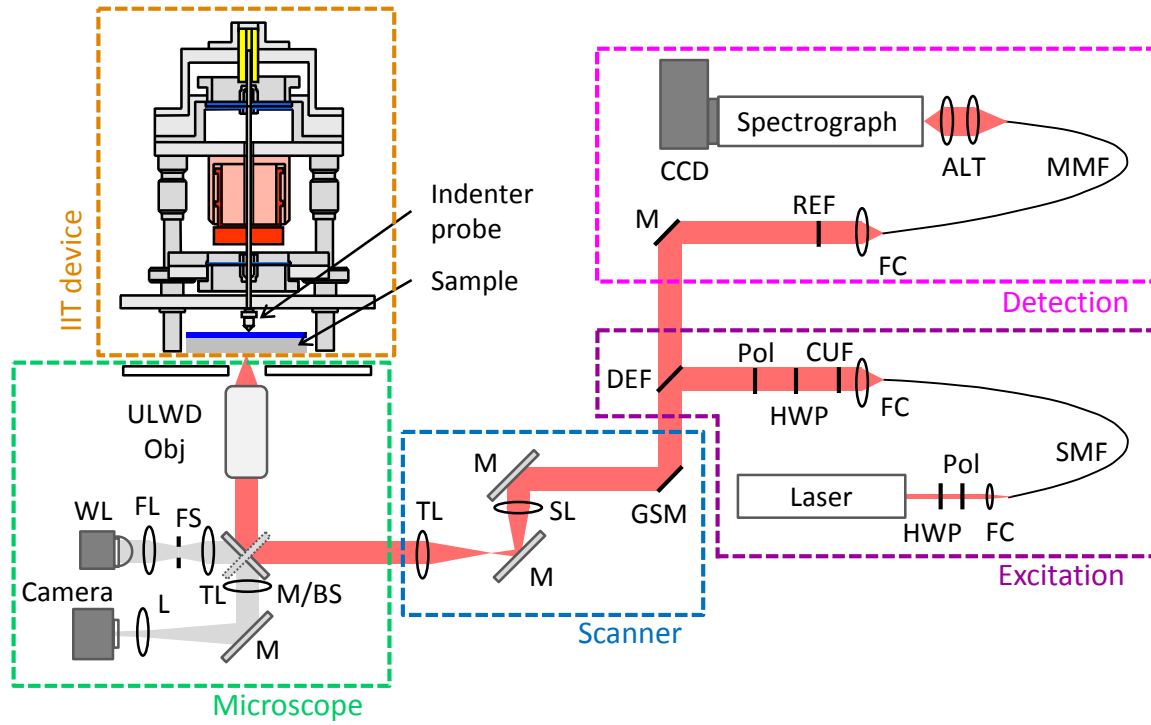 IIT device
Indenter
probe
Sample
CCD
Spectrograph
ALT
MMF
M
REF
FC
Detection
DEF
Pol
CUF
HWP
FC
SMF
Laser
Pol
HWP
FC
Excitation
ULWD
Obj
WL
FL
FS
TL
M/BS
Camera
L
M
Microscope
TL
M
SL
M
GSM
Scanner